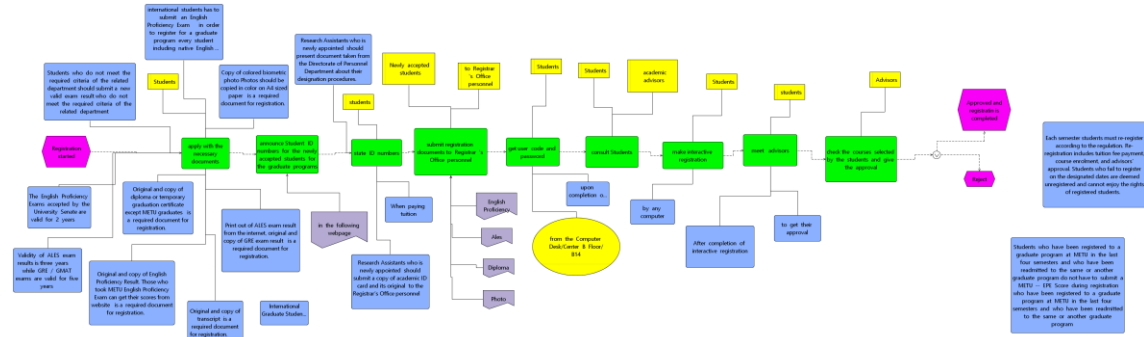 international students has to
submit an English
Proficiency Exam in order
to register for a graduate
program every student
including native English ...
Students who do not meet the
required criteria of the related
department should submit a new
valid exam result who do not
meet the required criteria of the
related department
Students
Copy of colored biometric
photo Photos should be
copied in color on A4 sized
paper is a required
document for registration.
Research Assistants who is
newly appointed should
present document taken from
the Directorate of Personnel
Department about their
designation procedures.
students
Newly accepted
students
to Registrar
's Office
personnel
Students
Students
academic
advisors
Students
students
Advisors
Registration
started
apply with the
necessary
documents
announce Student ID
numbers for the newly
accepted students for
the graduate programs
state ID numbers
submit registration
documents to Registrar 's
Office personnel
get user code and
password
consult Students
make interactive
registration
meet advisors
check the courses selected
by the students and give
the approval
Approved and
registration is
completed
Reject
Each semester students must re-register
according to the regulation. Re-
registration includes tuition fee payment,
course enrolment, and advisors'
approval. Students who fail to register
on the designated dates are deemed
unregistered and cannot enjoy the rights
of registered students.
The English Proficiency
Exams accepted by the
University Senate are
valid for 2 years
Original and copy of
diploma or temporary
graduation certificate
except METU graduates is
a required document for
registration.
Print out of ALES exam result
from the internet. original and
copy of GRE exam result is a
required document for
registration.
in the following
webpage
When paying
tuition
English
Proficiency
Ales
Diploma
Photo
upon
completion o...
from the Computer
Desk/Center B Floor/
B14
by any
computer
After completion of
interactive registration
to get their
approval
Validity of ALES exam
results is three years
while GRE / GMAT
exams are valid for five
years
Original and copy of English
Proficiency Result: Those who
took METU English Proficiency
Exam can get their scores from
website is a required document
for registration.
Original and copy of
transcript is a
required document
for registration.
International
Graduate Studen...
Research Assistants who is
newly appointed should
submit a copy of academic ID
card and its original to the
Registrar's Office personnel
Students who have been registered to a
graduate program at METU in the last
four semesters and who have been
readmitted to the same or another
graduate program do not have to submit a
METU – EPE Score during registration
who have been registered to a graduate
program at METU in the last four
semesters and who have been readmitted
to the same or another graduate
program